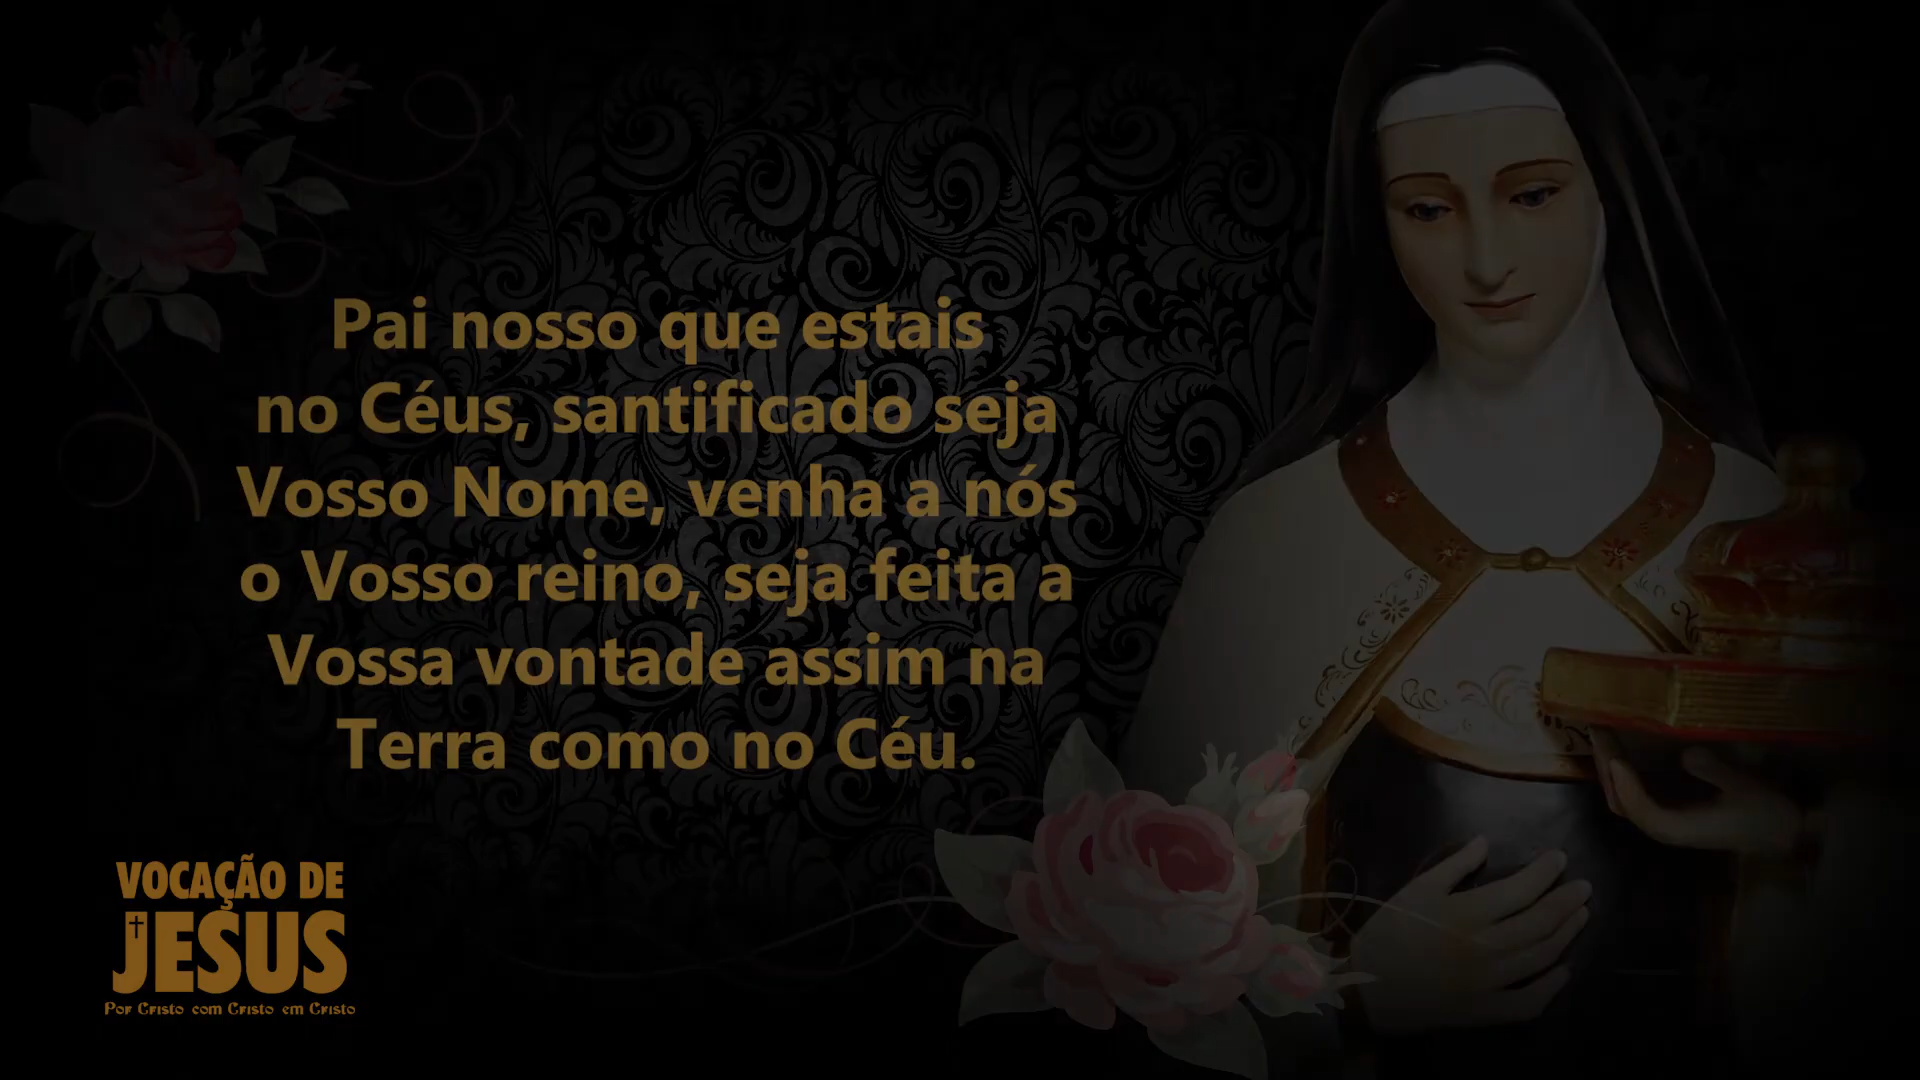 Pai nosso que estais
no Céus, santificado seja
Vosso Nome, venha a nós
o Vosso reino, seja feita a
Vossa vontade assim na
Terra como no Céu.
VOCAÇÃO DE
JESUS
Por Cristo com Cristo em Cristo